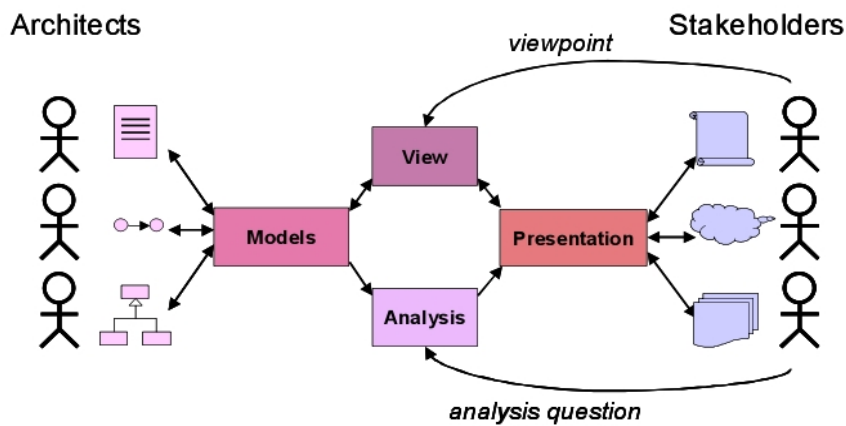 Architects
Stakeholders
viewpoint
View
Models
Presentation
Analysis
analysis question